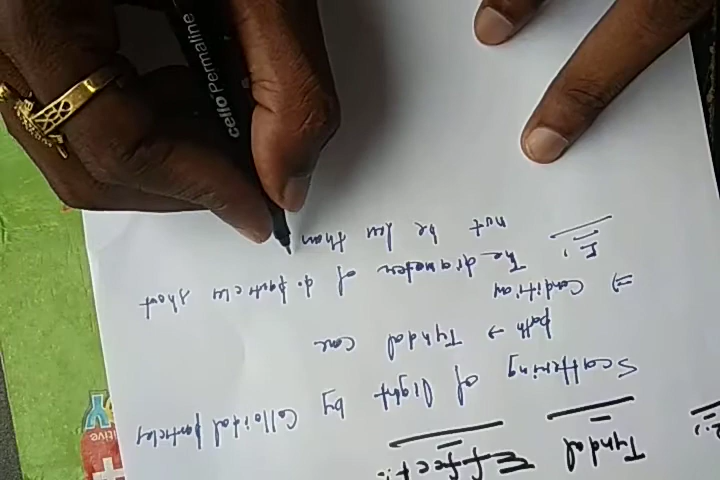 Tyndal Effect:
Scattering of light by Colloidal particles
path → Tyndal cone
⇒ Condition
The diameter of d. particles short
not be less than
cello permaline